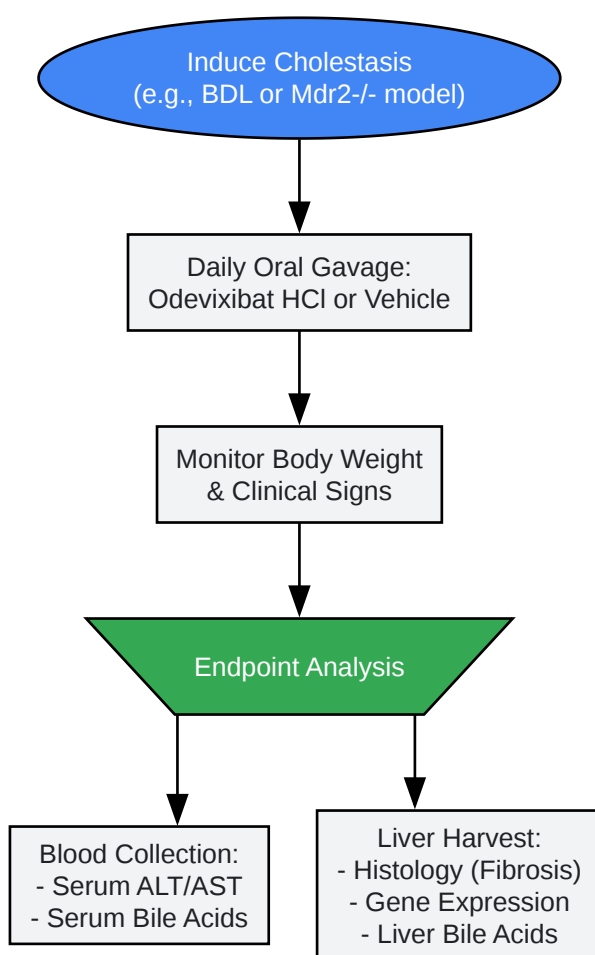 Induce Cholestasis
(e.g., BDL or Mdr2-/- model)
Daily Oral Gavage:
Odevixibat HCl or Vehicle
Monitor Body Weight
& Clinical Signs
Endpoint Analysis
Blood Collection:
- Serum ALT/AST
- Serum Bile Acids
Liver Harvest:
- Histology (Fibrosis)
- Gene Expression
- Liver Bile Acids